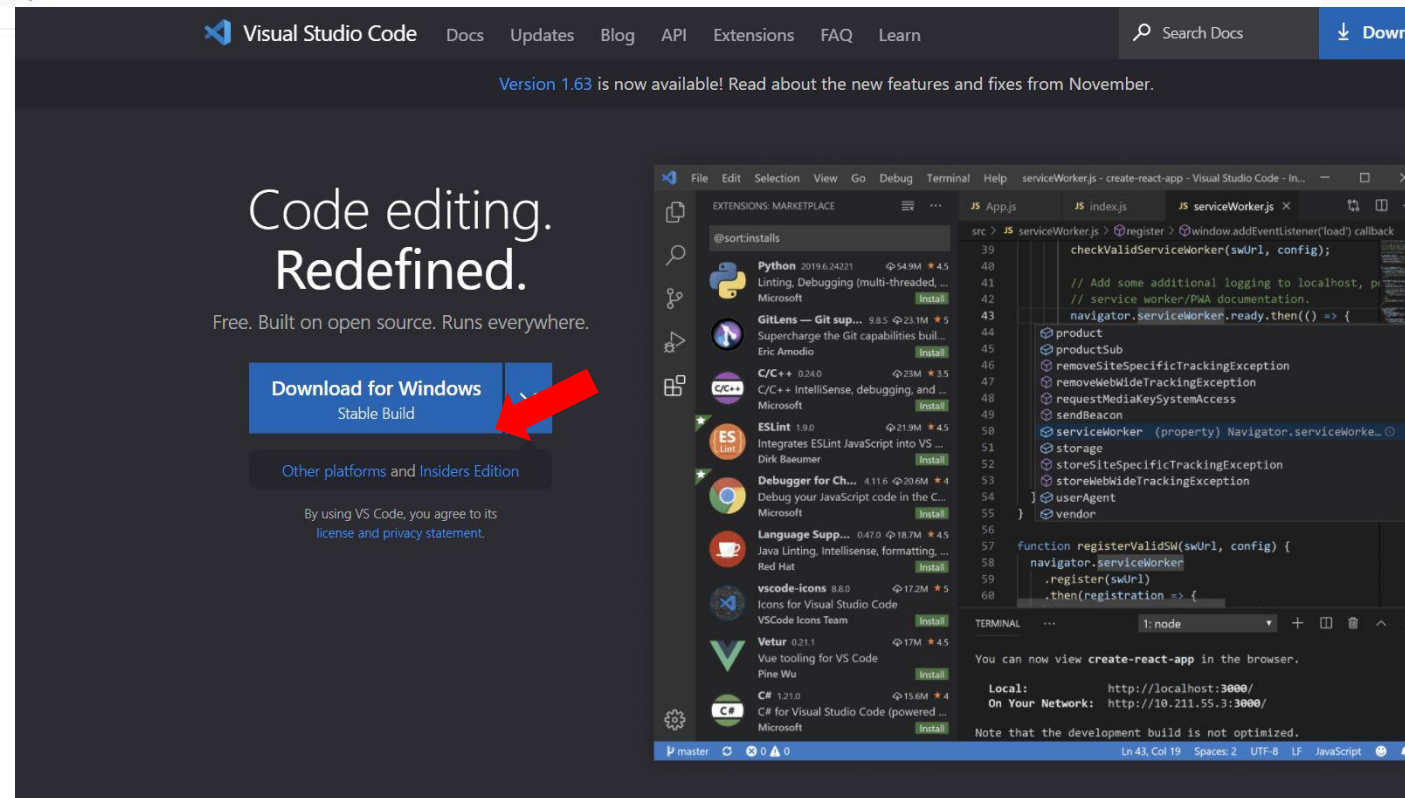 Visual Studio Code Docs Updates Blog API Extensions FAQ Learn Search Docs
Version 1.63 is now available! Read about the new features and fixes from November.
Code editing.
Redefined.
Free. Built on open source. Runs everywhere.
Download for Windows
Stable Build
Other platforms and Insiders Edition
By using VS Code, you agree to its
license and privacy statement.
File Edit Selection View Go Debug Terminal Help serviceWorker.js - create-react-app - Visual Studio Code - In...
EXTENSIONS: MARKETPLACE
@sort:installs
Python 2019.6.24221 54.9M 4.5
Linting, Debugging (multi-threaded, ...
Microsoft Install
GitLens — Git sup... 9.8.5 23.1M 5
Supercharge the Git capabilities buil...
Eric Amodio Install
C/C++ 0.24.0 23M 3.5
C/C++ IntelliSense, debugging, and ...
Microsoft Install
ESLint 1.9.0 21.9M 4.5
Integrates ESLint JavaScript into VS ...
Dirk Baeumer Install
Debugger for Ch... 4.11.6 20.6M 4
Debug your JavaScript code in the C...
Microsoft Install
Language Supp... 0.47.0 18.7M 4.5
Java Linting, Intellisense, formatting, ...
Red Hat Install
vscode-icons 8.8.0 17.2M 5
Icons for Visual Studio Code
VSCode Icons Team Install
Vetur 0.21.1 17M 4.5
Vue tooling for VS Code
Pine Wu Install
C# 1.21.0 15.6M 4
C# for Visual Studio Code (powered ...
Microsoft Install
JS App.js JS index.js JS serviceWorker.js
src > JS serviceWorker.js > register > window.addEventListener('load') callback
39 checkValidServiceWorker(swUrl, config);
40
41 // Add some additional logging to localhost,
42 // service worker/PWA documentation.
43 navigator.serviceWorker.ready.then(() => {
44 product
45 productSub
46 removeSiteSpecificTrackingException
47 removeWebWideTrackingException
48 requestMediaKeySystemAccess
49 sendBeacon
50 serviceWorker (property) Navigator.serviceWorke...
51 storage
52 storeSiteSpecificTrackingException
53 storeWebWideTrackingException
54 ] userAgent
55 } vendor
56
57 function registerValidSW(swUrl, config) {
58 navigator.serviceWorker
59 .register(swUrl)
60 .then(registration => {
TERMINAL ... 1: node
You can now view create-react-app in the browser.
Local: http://localhost:3000/
On Your Network: http://10.211.55.3:3000/
Note that the development build is not optimized.
master 0 0 Ln 43, Col 19 Spaces: 2 UTF-8 LF JavaScript